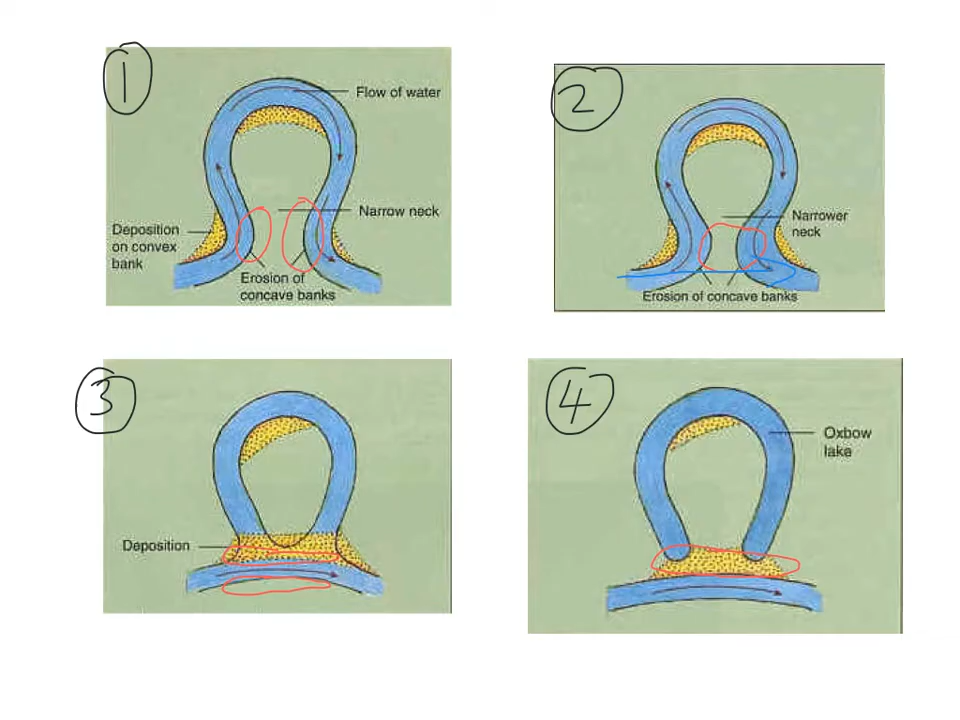 1
Flow of water
Narrow neck
Deposition
on convex
bank
Erosion of
concave banks
2
Narrower
neck
Erosion of concave banks
3
Deposition
4
Oxbow
lake